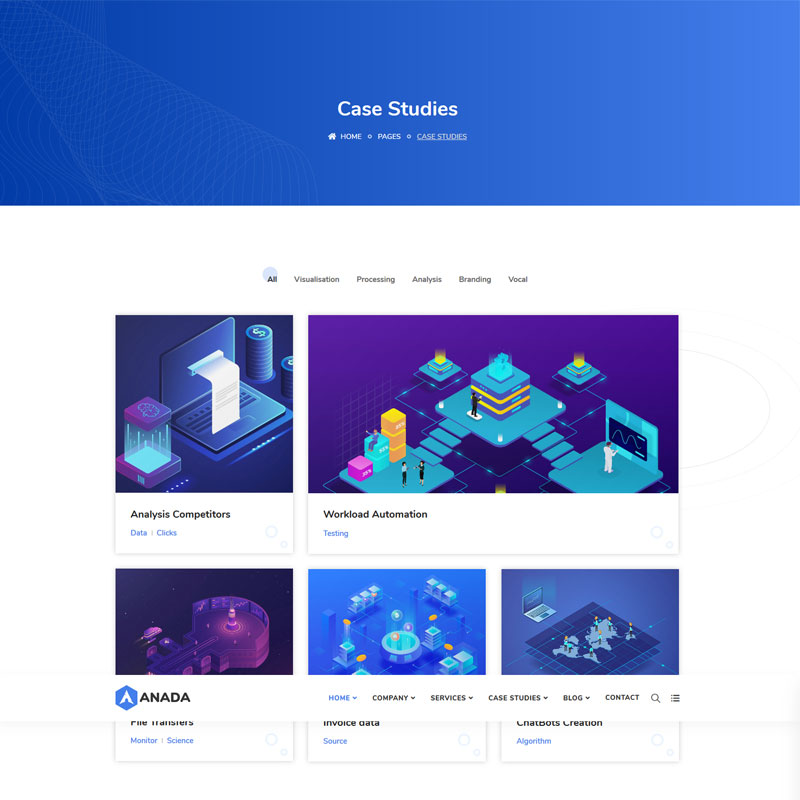 Case Studies
HOME PAGES CASE STUDIES
All Visualisation Processing Analysis Branding Vocal
Analysis Competitors
Data Clicks
Workload Automation
Testing
ANADA
HOME COMPANY SERVICES CASE STUDIES BLOG CONTACT
File Transfers
Monitor Science
Invoice data
Source
ChatBots Creation
Algorithm